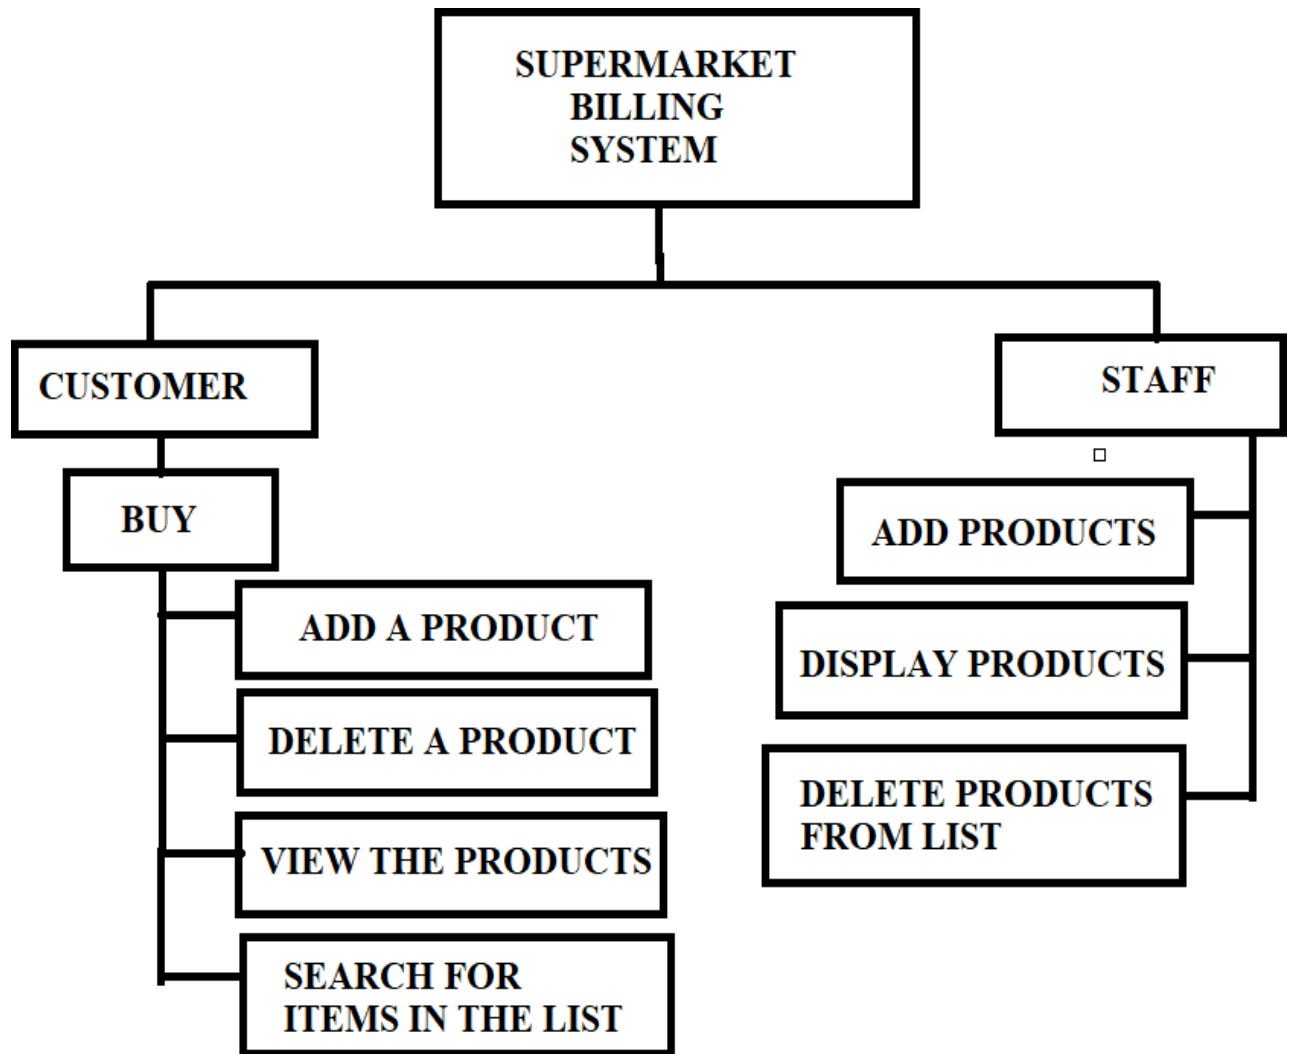 SUPERMARKET
BILLING
SYSTEM
CUSTOMER
STAFF
BUY
ADD A PRODUCT
DELETE A PRODUCT
VIEW THE PRODUCTS
SEARCH FOR
ITEMS IN THE LIST
ADD PRODUCTS
DISPLAY PRODUCTS
DELETE PRODUCTS
FROM LIST